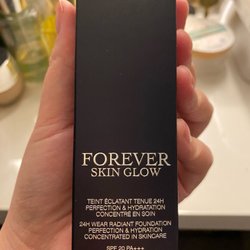 FOREVER
SKIN GLOW
TEINT ÉCLATANT TENUE 24H
PERFECTION & HYDRATATION
CONCENTRÉ EN SOIN
24H WEAR RADIANT FOUNDATION
PERFECTION & HYDRATION
CONCENTRATED IN SKINCARE
SPF 20 PA+++